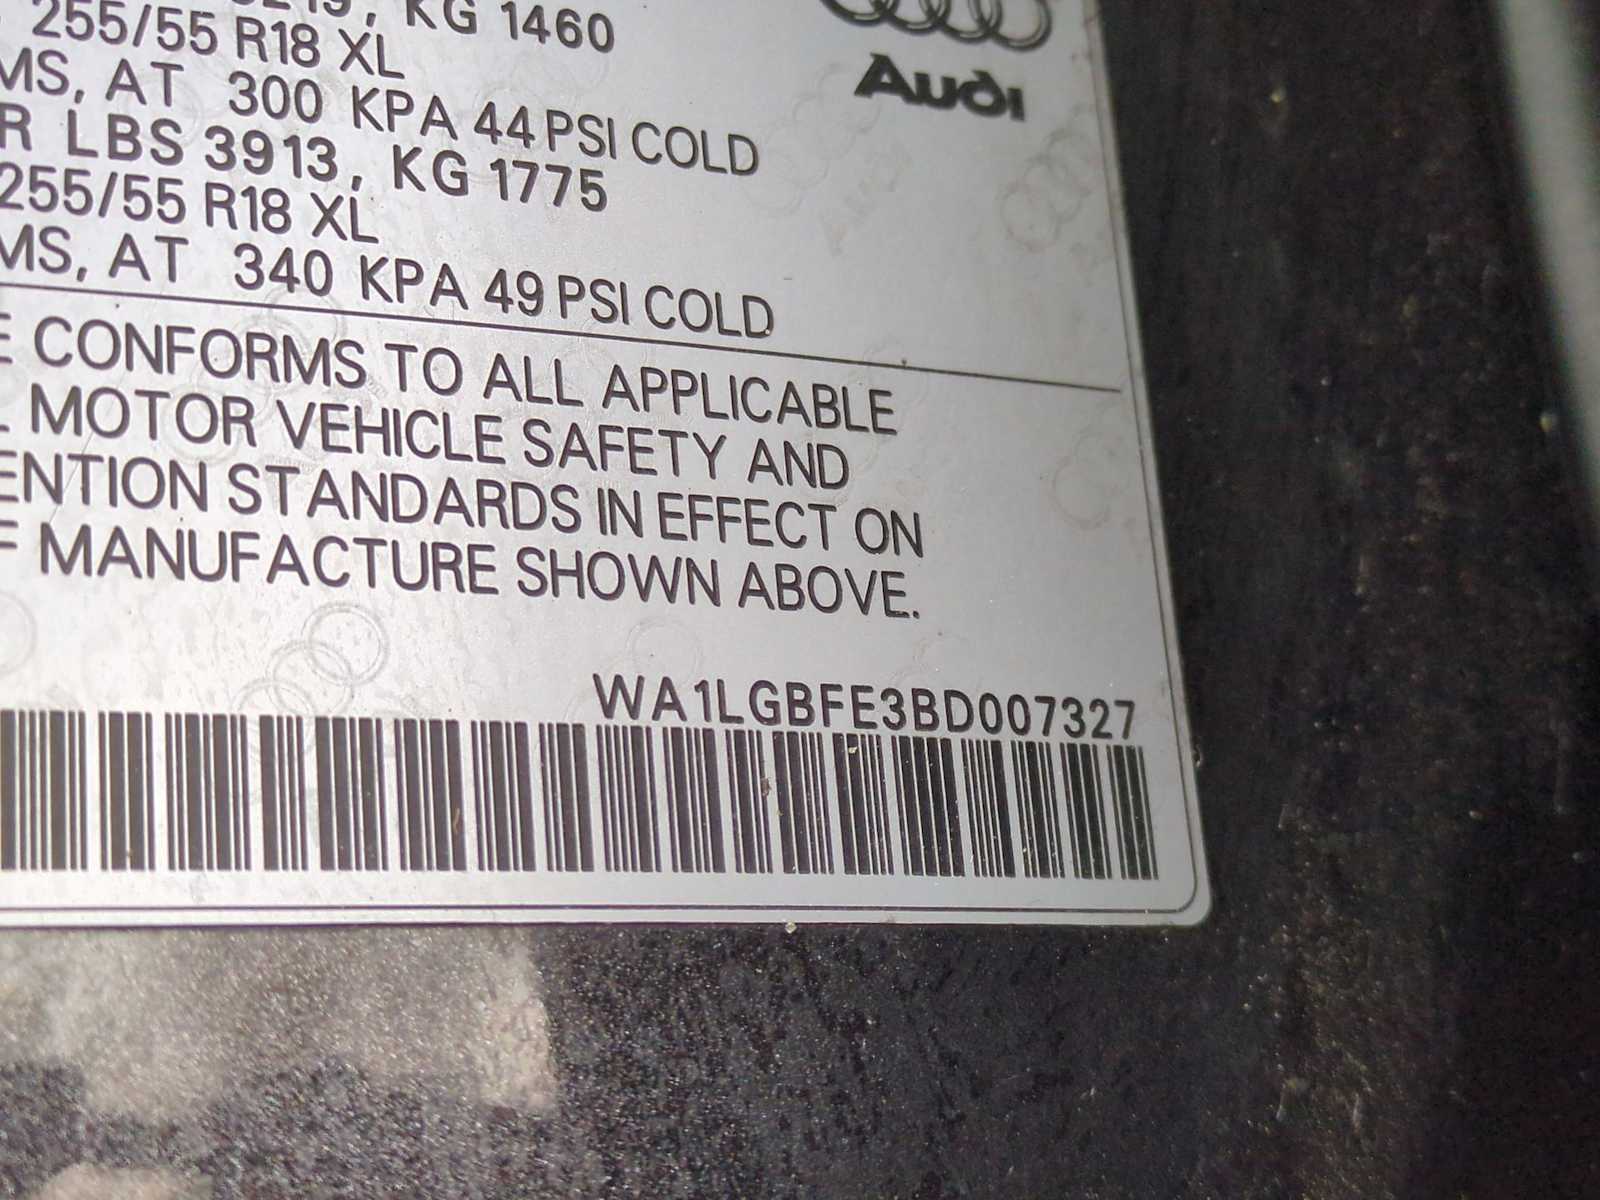 KG 1460
Audi
255/55 R18 XL
MS, AT 300 KPA 44 PSI COLD
R LBS 3913, KG 1775
255/55 R18 XL
MS, AT 340 KPA 49 PSI COLD
E CONFORMS TO ALL APPLICABLE
L MOTOR VEHICLE SAFETY AND
ENTION STANDARDS IN EFFECT ON
F MANUFACTURE SHOWN ABOVE.
WA1LGBFE3BD007327